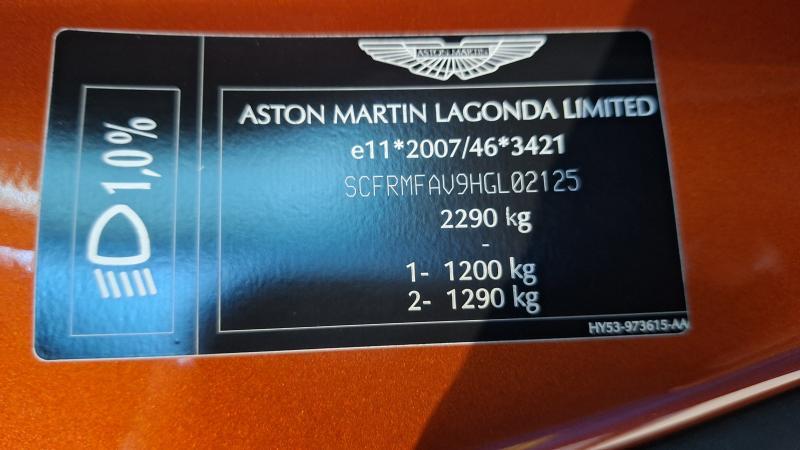 ASTON MARTIN
ASTON MARTIN LAGONDA LIMITED
e11*2007/46*3421
SCFRMFAV9HGL02125
2290 kg
-
1- 1200 kg
2- 1290 kg
HY53-973615-AA
1,0%